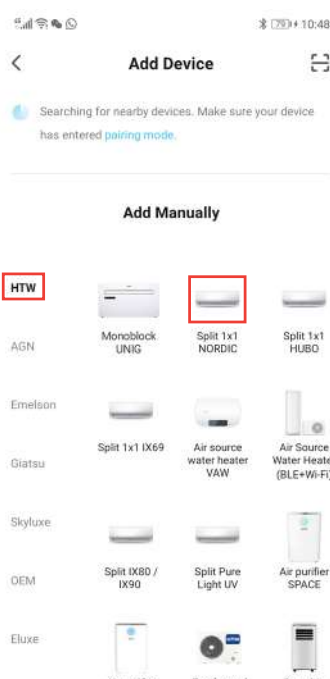 10:48
Add Device
Searching for nearby devices. Make sure your device
has entered pairing mode.
Add Manually
HTW
AGN
Emelson
Giatsu
Skyluxe
OEM
Eluxe
Monoblock
UNIG
Split 1x1
NORDIC
Split 1x1
HUBO
Split 1x1 IX69
Air source
water heater
VAW
Air Source
Water Heate
(BLE+Wi-Fi)
Split IX80 /
IX90
Split Pure
Light UV
Air purifier
SPACE